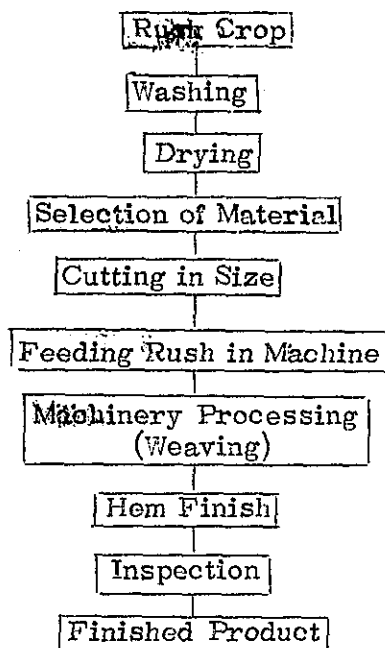 Rush Crop
Washing
Drying
Selection of Material
Cutting in Size
Feeding Rush in Machine
Machinery Processing
(Weaving)
Hem Finish
Inspection
Finished Product